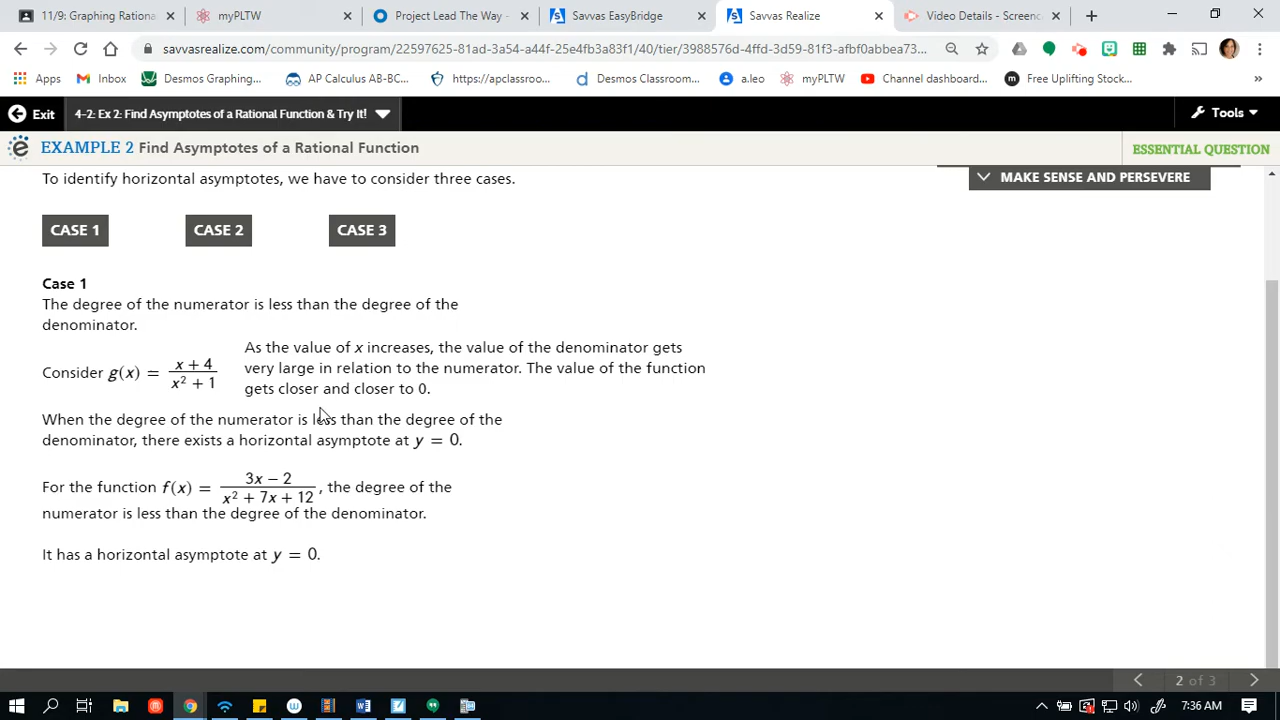 11/9: Graphing Rationa
myPLTW
Project Lead The Way -
Savvas EasyBridge
Savvas Realize
Video Details - Screenc
savvasrealize.com/community/program/22597625-81ad-3a54-a44f-25e4fb3a83f1/40/tier/3988576d-4ffd-3d59-81f3-afbf0abbea73...
Apps
Inbox
Desmos Graphing...
AP Calculus AB-BC...
https://apclassroo...
Desmos Classroom...
a.leo
myPLTW
Channel dashboard...
Free Uplifting Stock...
»
Exit
4-2: Ex 2: Find Asymptotes of a Rational Function & Try It!
Tools
EXAMPLE 2 Find Asymptotes of a Rational Function
ESSENTIAL QUESTION
To identify horizontal asymptotes, we have to consider three cases.
MAKE SENSE AND PERSEVERE
CASE 1
CASE 2
CASE 3
Case 1
The degree of the numerator is less than the degree of the
denominator.
Consider g(x) = (x + 4)/(x² + 1)
As the value of x increases, the value of the denominator gets
very large in relation to the numerator. The value of the function
gets closer and closer to 0.
When the degree of the numerator is less than the degree of the
denominator, there exists a horizontal asymptote at y = 0.
For the function f(x) = (3x − 2)/(x² + 7x + 12), the degree of the
numerator is less than the degree of the denominator.
It has a horizontal asymptote at y = 0.
2 of 3
7:36 AM